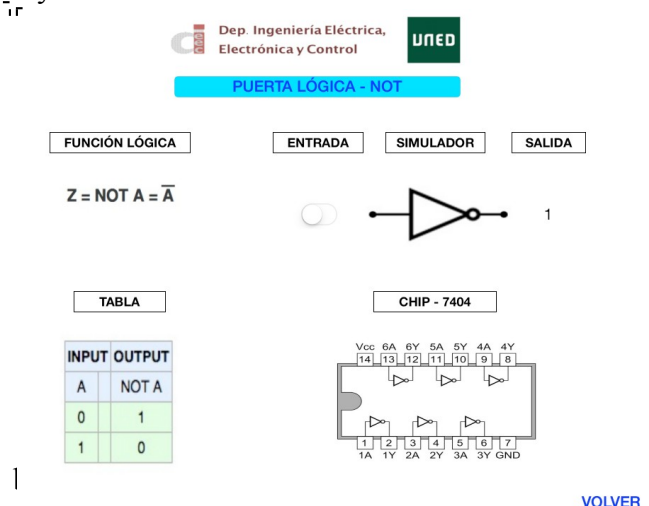 Dep. Ingeniería Eléctrica,
Electrónica y Control
UNED
PUERTA LÓGICA - NOT
FUNCIÓN LÓGICA
ENTRADA
SIMULADOR
SALIDA
Z = NOT A = A̅
1
TABLA
CHIP - 7404
INPUT OUTPUT
A NOT A
0 1
1 0
Vcc 6A 6Y 5A 5Y 4A 4Y
14 13 12 11 10 9 8
1 2 3 4 5 6 7
1A 1Y 2A 2Y 3A 3Y GND
VOLVER